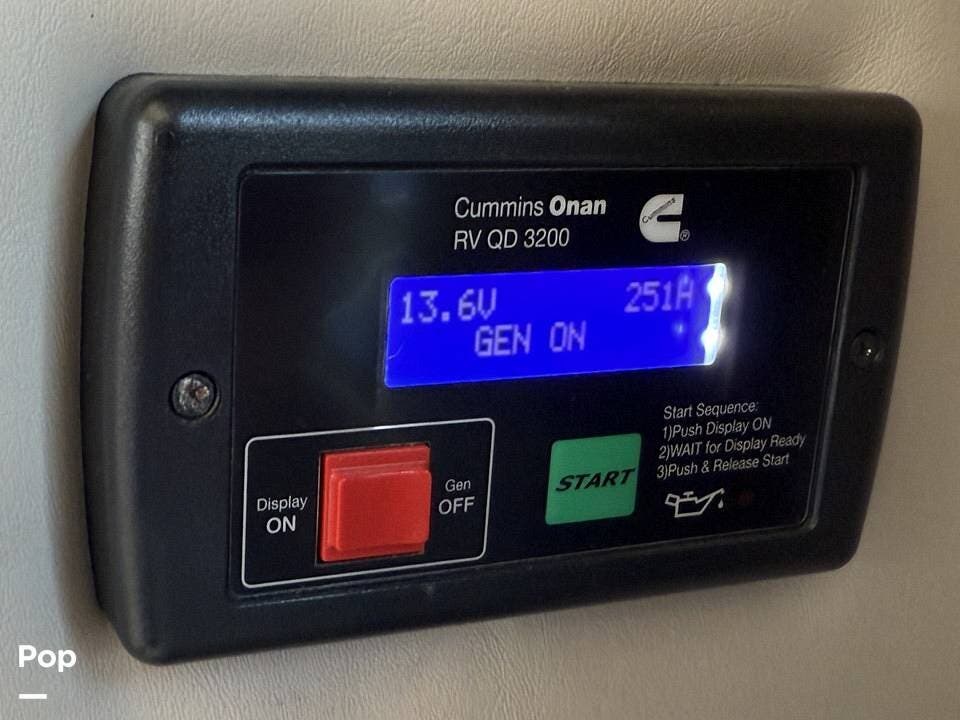 Cummins Onan
RV QD 3200
Cummins
®
13.6V 251A
GEN ON
Start Sequence:
1)Push Display ON
2)WAIT for Display Ready
3)Push & Release Start
Display
ON
Gen
OFF
START
Pop